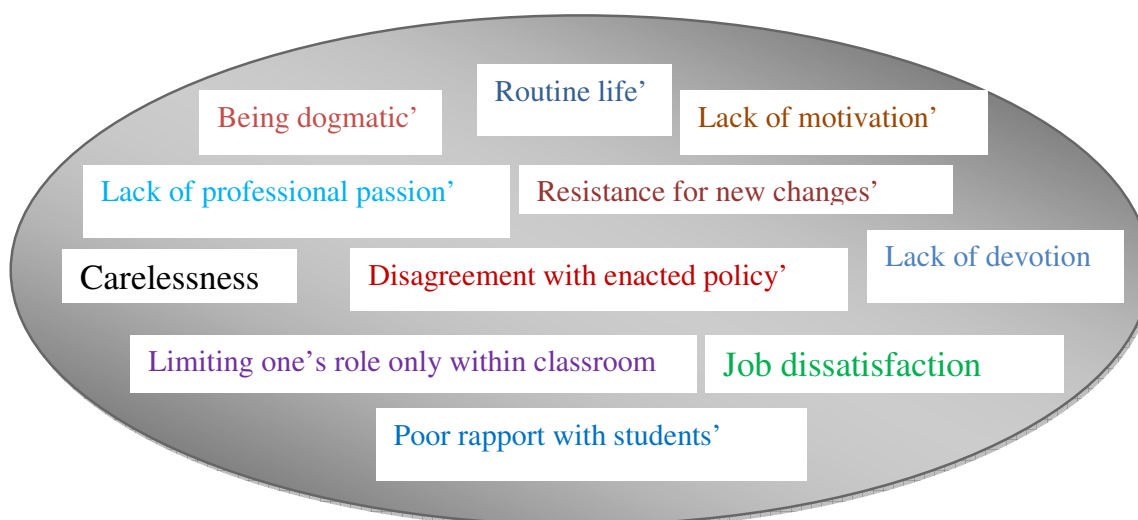 Routine life’
Being dogmatic’
Lack of motivation’
Lack of professional passion’
Resistance for new changes’
Lack of devotion
Carelessness
Disagreement with enacted policy’
Limiting one’s role only within classroom
Job dissatisfaction
Poor rapport with students’